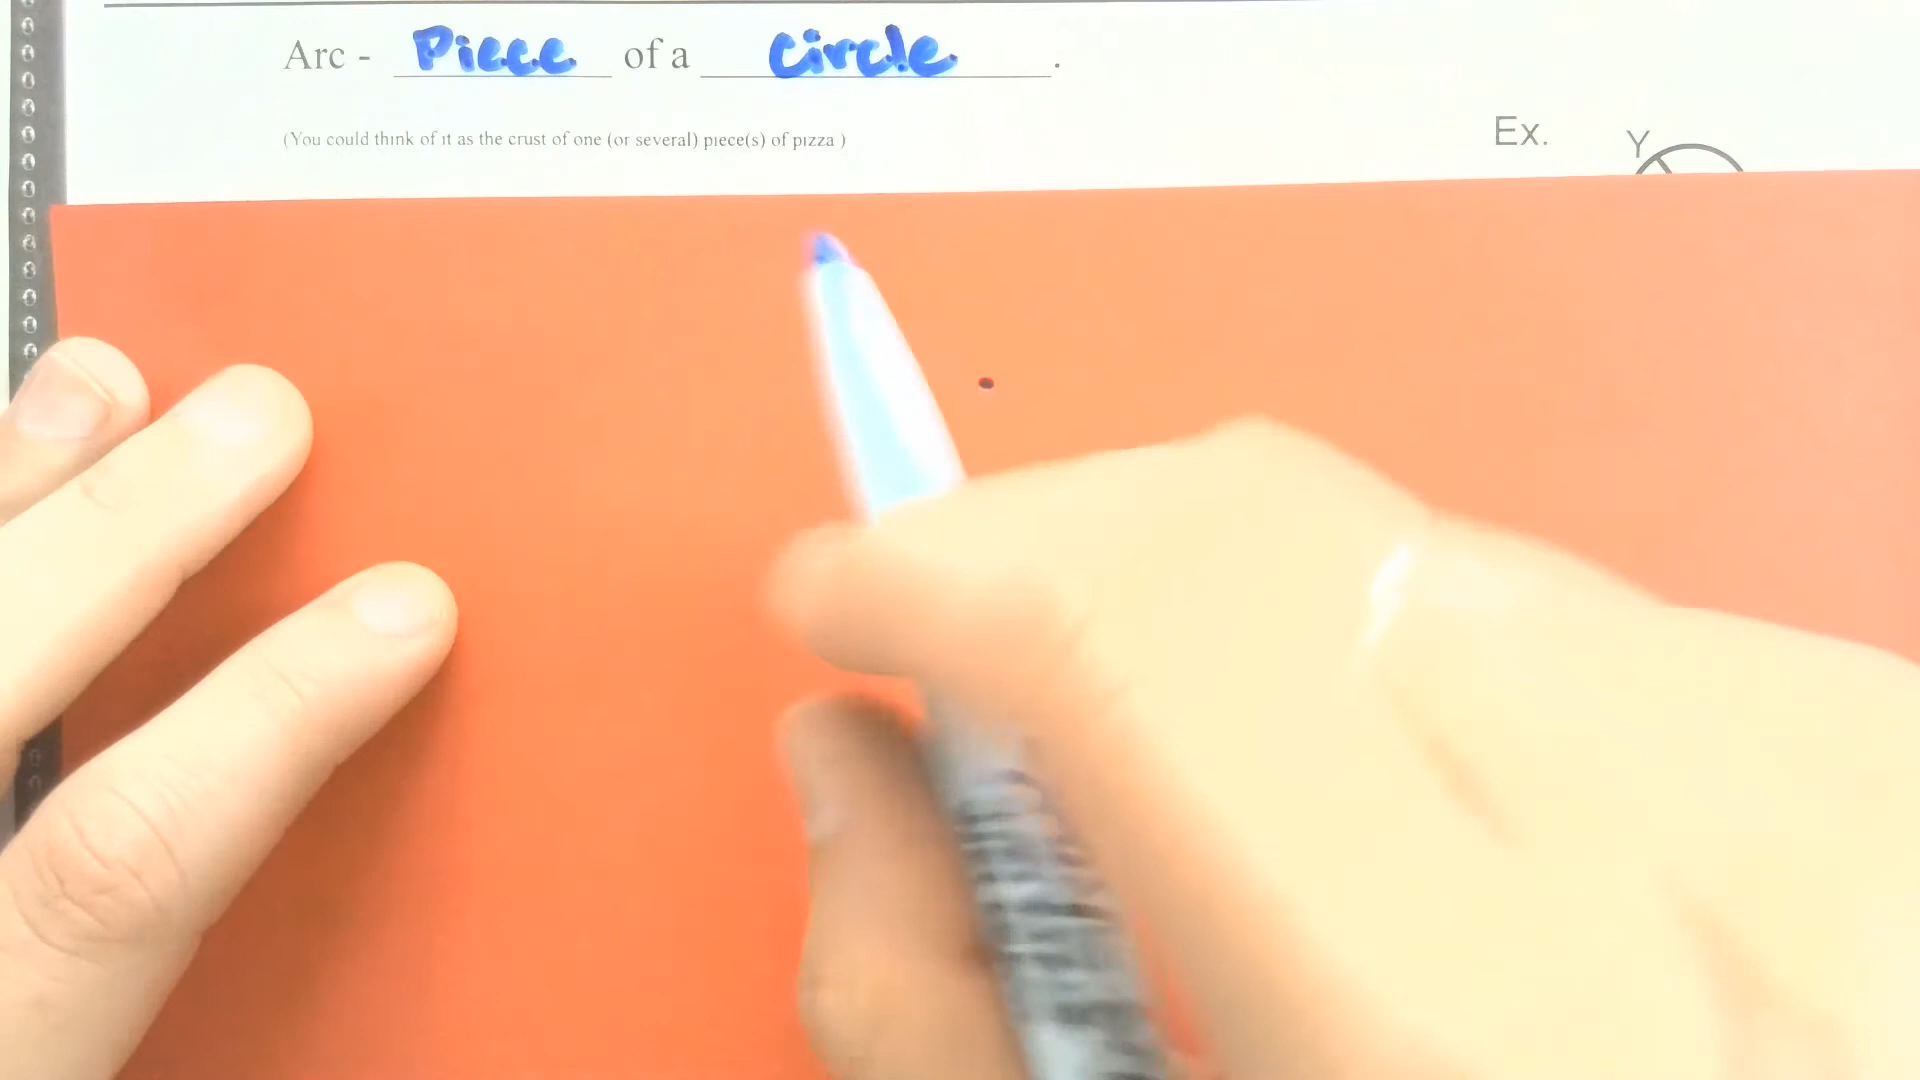 Arc - Piece of a Circle.
(You could think of it as the crust of one (or several) piece(s) of pizza )
Ex. Y